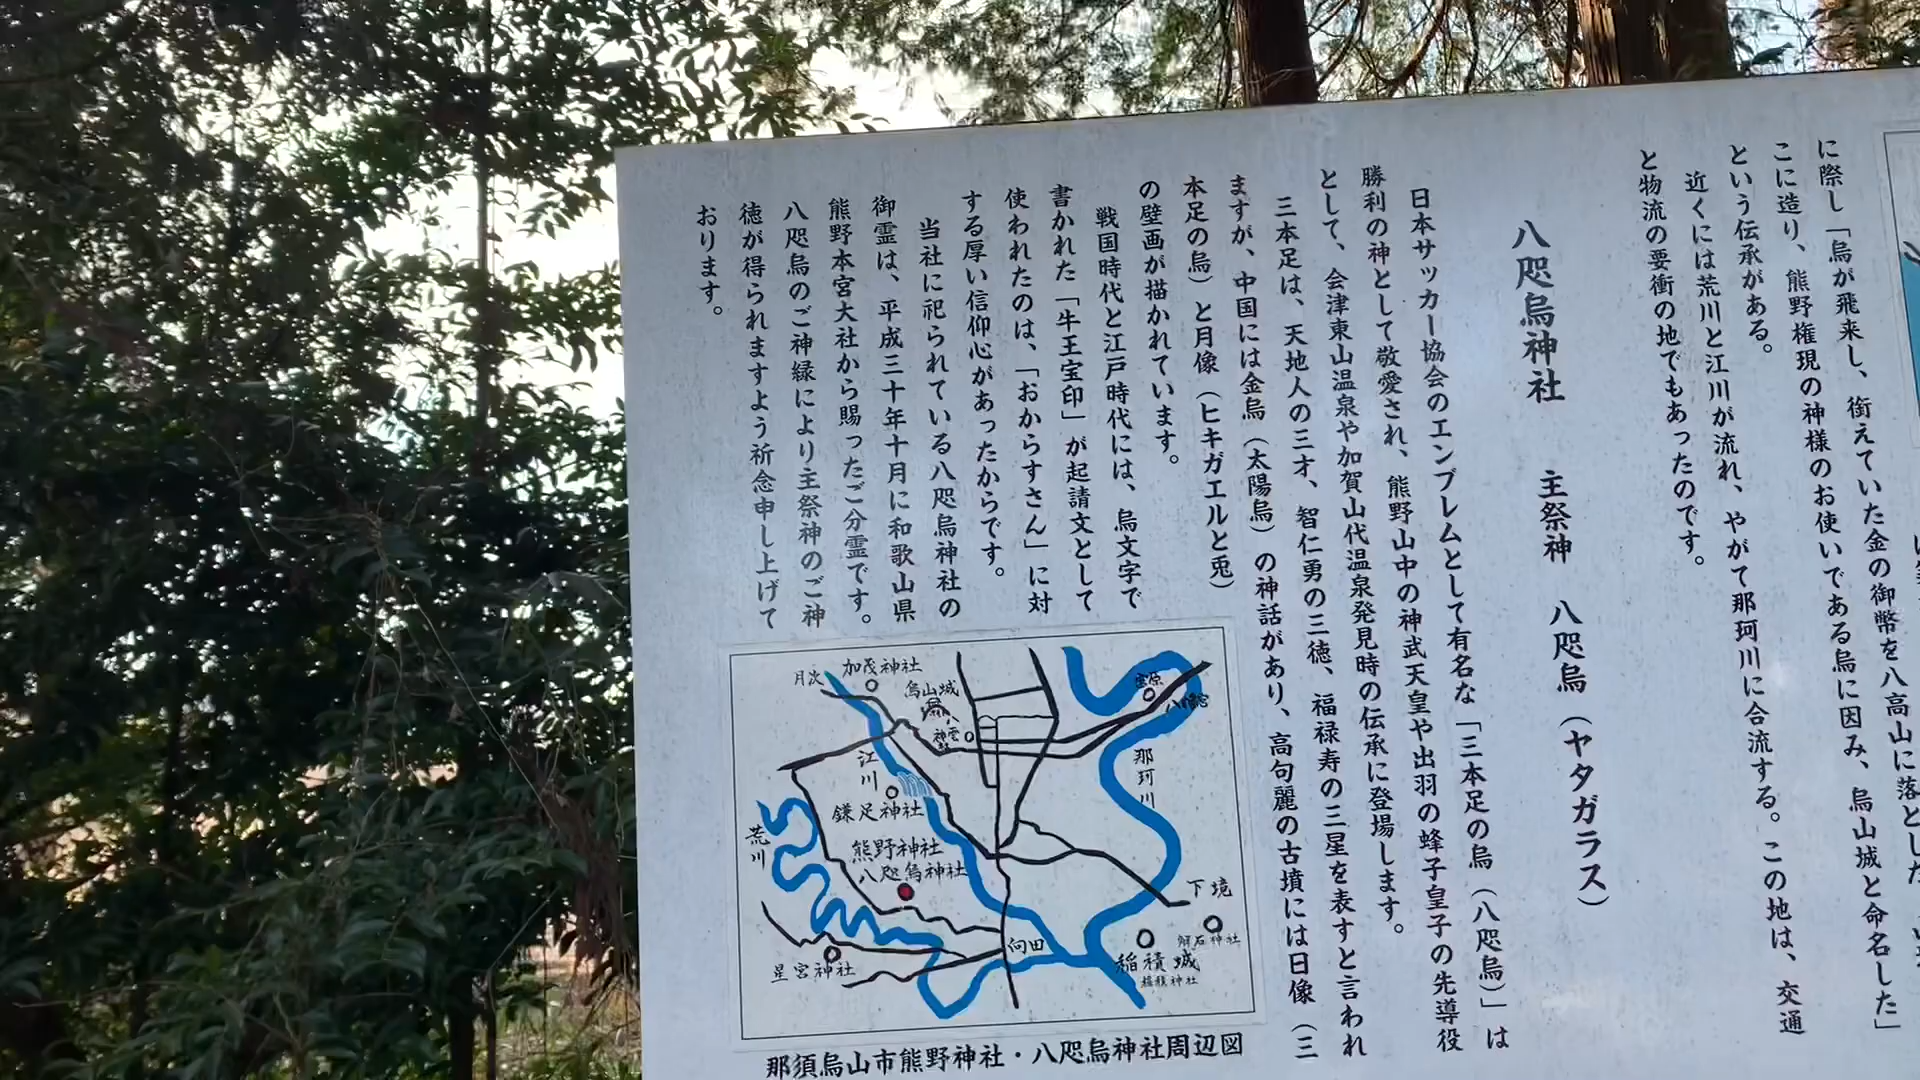 に際し「烏が飛来し、銜えていた金の御幣を八高山に落とした
こに造り、熊野権現の神様のお使いである烏に因み、烏山城と命名した」
という伝承がある。
近くには荒川と江川が流れ、やがて那珂川に合流する。この地は、交通
と物流の要衝の地でもあったのです。
八咫烏神社 主祭神 八咫烏（ヤタガラス）
日本サッカー協会のエンブレムとして有名な「三本足の烏（八咫烏）」は
勝利の神として敬愛され、熊野山中の神武天皇や出羽の蜂子皇子の先導役
として、会津東山温泉や加賀山代温泉発見時の伝承に登場します。
三本足は、天地人の三才、智仁勇の三徳、福禄寿の三星を表すと言われ
ますが、中国には金烏（太陽烏）の神話があり、高句麗の古墳には日像（三
本足の烏）と月像（ヒキガエルと兎）
の壁画が描かれています。
戦国時代と江戸時代には、烏文字で
書かれた「牛王宝印」が起請文として
使われたのは、「おからすさん」に対
する厚い信仰心があったからです。
当社に祀られている八咫烏神社の
御霊は、平成三十年十月に和歌山県
熊野本宮大社から賜ったご分霊です。
八咫烏のご神縁により主祭神のご神
徳が得られますよう祈念申し上げて
おります。
月次
加茂神社
烏山城
八雲神社
宮原
八幡宮
江川
那珂川
鎌足神社
荒川
熊野神社
八咫烏神社
下境
向田
星宮神社
稲積城
稲積神社
解石神社
那須烏山市熊野神社・八咫烏神社周辺図